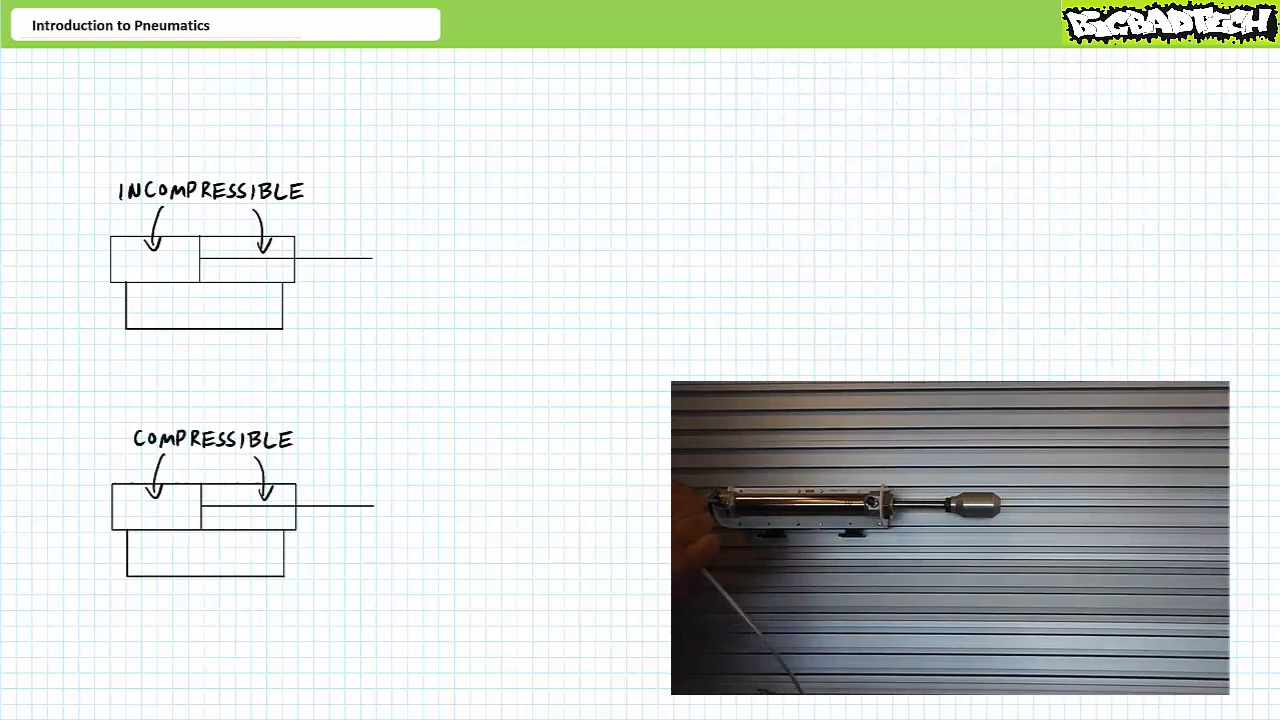 Introduction to Pneumatics
BIGBADTECH
INCOMPRESSIBLE
COMPRESSIBLE